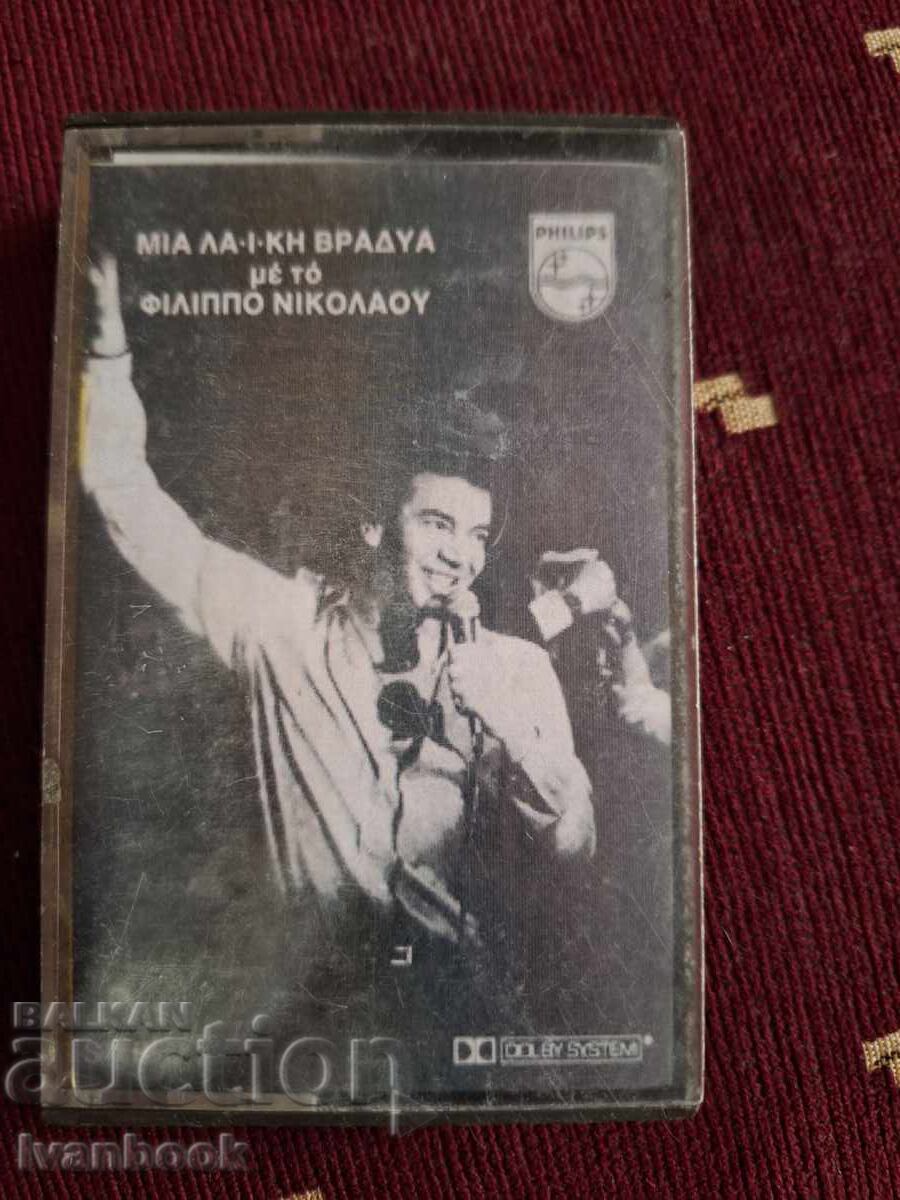 ΜΙΑ ΛΑ·Ι·ΚΗ ΒΡΑΔΥΑ
μέ τό
ΦΙΛΙΠΠΟ ΝΙΚΟΛΑΟΥ
PHILIPS
DOLBY SYSTEM
BALKAN
auction
Ivanbook